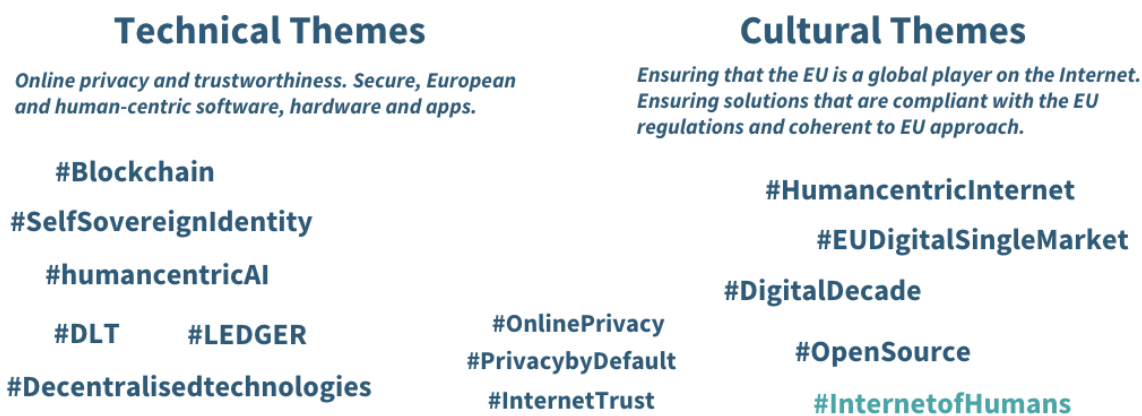 Technical Themes
Online privacy and trustworthiness. Secure, European
and human-centric software, hardware and apps.
#Blockchain
#SelfSovereignIdentity
#humancentricAI
#DLT #LEDGER
#Decentralisedtechnologies
#OnlinePrivacy
#PrivacybyDefault
#InternetTrust
Cultural Themes
Ensuring that the EU is a global player on the Internet.
Ensuring solutions that are compliant with the EU
regulations and coherent to EU approach.
#HumancentricInternet
#EUDigitalSingleMarket
#DigitalDecade
#OpenSource
#InternetofHumans